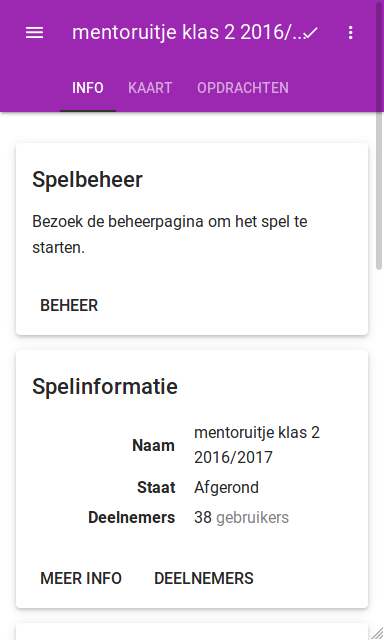 mentoruitje klas 2 2016/...
INFO KAART OPDRACHTEN
Spelbeheer
Bezoek de beheerpagina om het spel te
starten.
BEHEER
Spelinformatie
Naam mentoruitje klas 2
2016/2017
Staat Afgerond
Deelnemers 38 gebruikers
MEER INFO DEELNEMERS